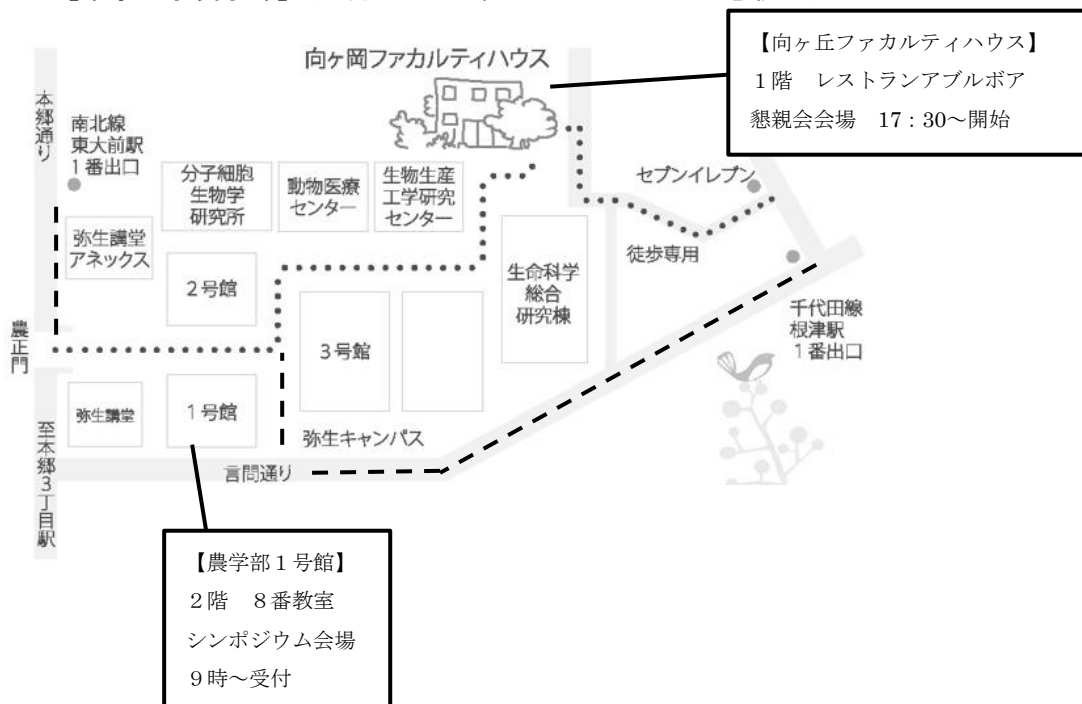 【向ヶ丘ファカルティハウス】
1階　レストランアブルボア
懇親会会場　17：30～開始
向ヶ岡ファカルティハウス
本郷通り
南北線
東大前駅
1番出口
分子細胞
生物学
研究所
動物医療
センター
生物生産
工学研究
センター
セブンイレブン
弥生講堂
アネックス
徒歩専用
2号館
生命科学
総合
研究棟
千代田線
根津駅
1番出口
農正門
3号館
弥生講堂
1号館
弥生キャンパス
至本郷3丁目駅
言問通り
【農学部1号館】
2階　8番教室
シンポジウム会場
9時～受付